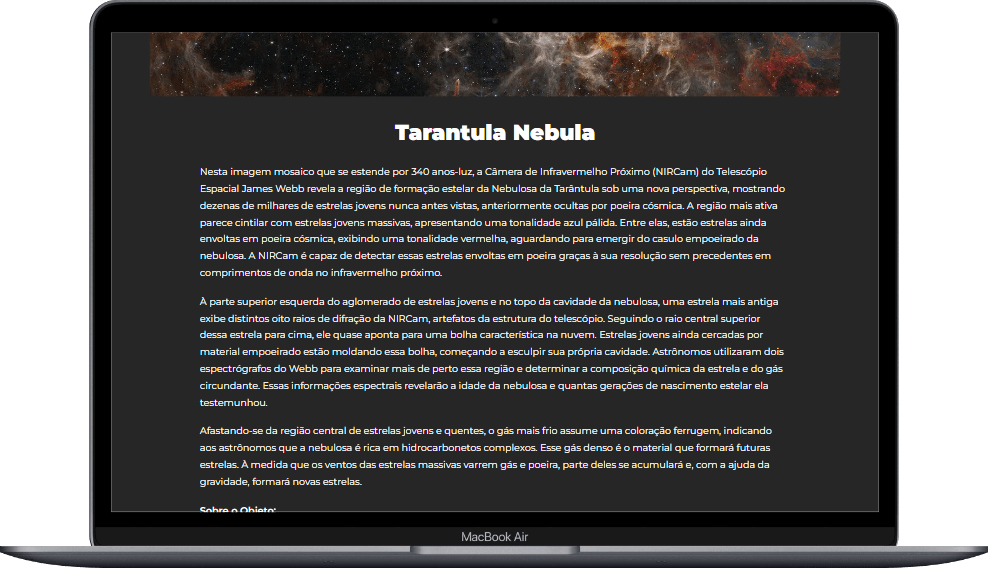 Tarantula Nebula
Nesta imagem mosaico que se estende por 340 anos-luz, a Câmera de Infravermelho Próximo (NIRCam) do Telescópio
Espacial James Webb revela a região de formação estelar da Nebulosa da Tarântula sob uma nova perspectiva, mostrando
dezenas de milhares de estrelas jovens nunca antes vistas, anteriormente ocultas por poeira cósmica. A região mais ativa
parece cintilar com estrelas jovens massivas, apresentando uma tonalidade azul pálida. Entre elas, estão estrelas ainda
envoltas em poeira cósmica, exibindo uma tonalidade vermelha, aguardando para emergir do casulo empoeirado da
nebulosa. A NIRCam é capaz de detectar essas estrelas envoltas em poeira graças à sua resolução sem precedentes em
comprimentos de onda no infravermelho próximo.
À parte superior esquerda do aglomerado de estrelas jovens e no topo da cavidade da nebulosa, uma estrela mais antiga
exibe distintos oito raios de difração da NIRCam, artefatos da estrutura do telescópio. Seguindo o raio central superior
dessa estrela para cima, ele quase aponta para uma bolha característica na nuvem. Estrelas jovens ainda cercadas por
material empoeirado estão moldando essa bolha, começando a esculpir sua própria cavidade. Astrônomos utilizaram dois
espectrógrafos do Webb para examinar mais de perto essa região e determinar a composição química da estrela e do gás
circundante. Essas informações espectrais revelarão a idade da nebulosa e quantas gerações de nascimento estelar ela
testemunhou.
Afastando-se da região central de estrelas jovens e quentes, o gás mais frio assume uma coloração ferrugem, indicando
aos astrônomos que a nebulosa é rica em hidrocarbonetos complexos. Esse gás denso é o material que formará futuras
estrelas. À medida que os ventos das estrelas massivas varrem gás e poeira, parte deles se acumulará e, com a ajuda da
gravidade, formará novas estrelas.
Sobre o Objeto:
MacBook Air